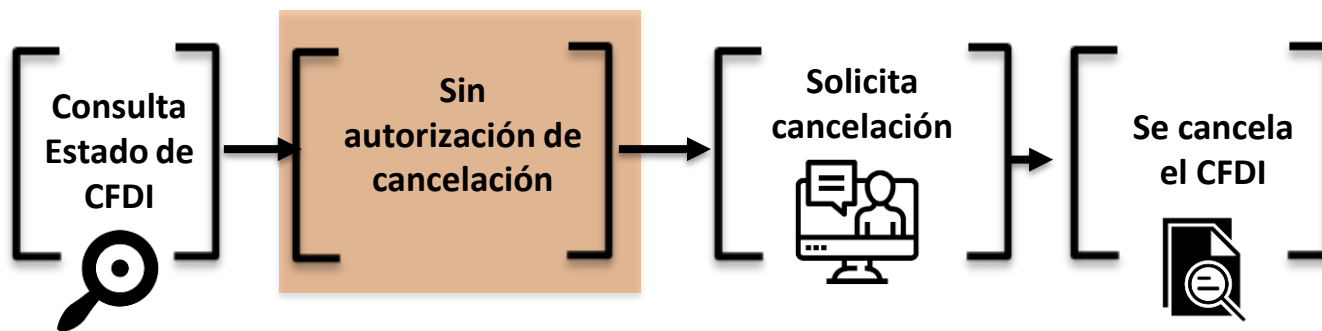 Consulta
Estado de
CFDI
Sin
autorización de
cancelación
Solicita
cancelación
Se cancela
el CFDI